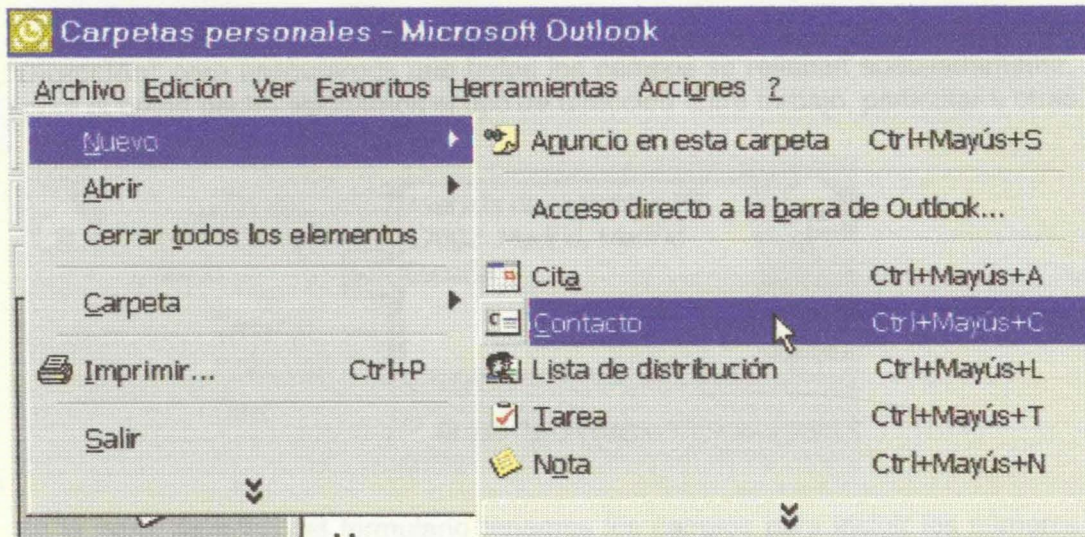 Carpetas personales - Microsoft Outlook
Archivo Edición Ver Favoritos Herramientas Acciones ?
Nuevo
Abrir
Cerrar todos los elementos
Carpeta
Imprimir... Ctrl+P
Salir
Anuncio en esta carpeta Ctrl+Mayús+S
Acceso directo a la barra de Outlook...
Cita Ctrl+Mayús+A
Contacto Ctrl+Mayús+C
Lista de distribución Ctrl+Mayús+L
Tarea Ctrl+Mayús+T
Nota Ctrl+Mayús+N